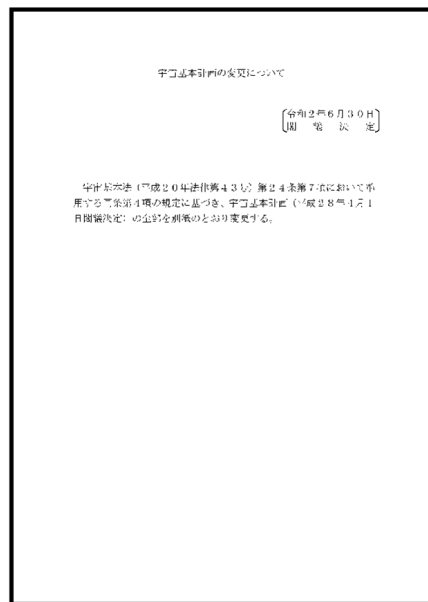 宇宙基本計画の変更について
令和2年6月30日
閣議決定
宇宙基本法(平成20年法律第43号)第24条第7項において準
用する同条第4項の規定に基づき、宇宙基本計画(平成28年4月1
日閣議決定)の全部を別紙のとおり変更する。